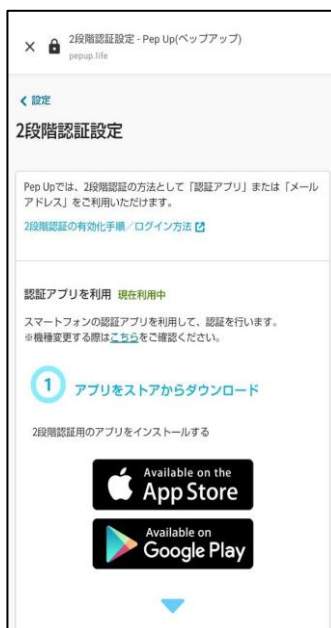 2段階認証設定 - Pep Up(ペップアップ)
pepup.life
設定
2段階認証設定
Pep Upでは、2段階認証の方法として「認証アプリ」または「メール
アドレス」をご利用いただけます。
2段階認証の有効化手順／ログイン方法
認証アプリを利用 現在利用中
スマートフォンの認証アプリを利用して、認証を行います。
※機種変更する際はこちらをご確認ください。
1 アプリをストアからダウンロード
2段階認証用のアプリをインストールする
Available on the
App Store
Available on
Google Play